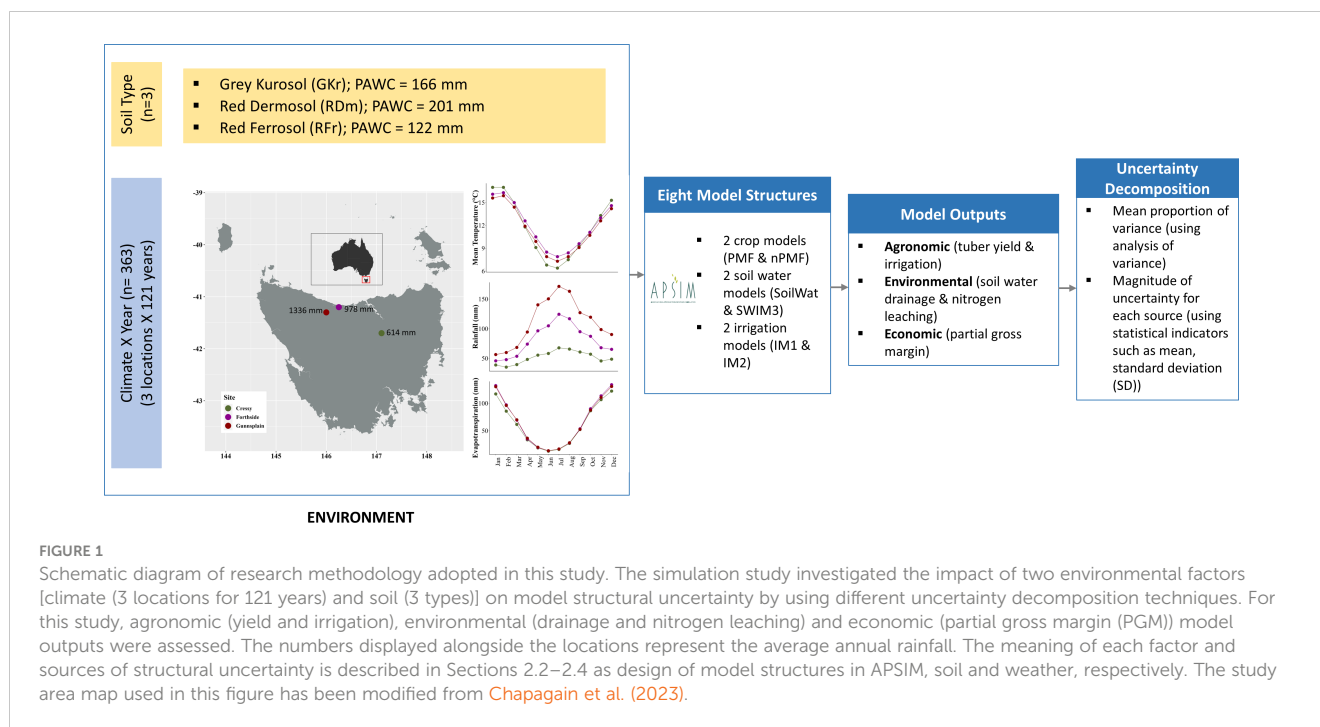 Soil Type
(n=3)
▪ Grey Kurosol (GKr); PAWC = 166 mm
▪ Red Dermosol (RDm); PAWC = 201 mm
▪ Red Ferrosol (RFr); PAWC = 122 mm
Climate X Year (n= 363)
(3 locations X 121 years)
-39
-40
-41
-42
-43
144
145
146
147
148
1336 mm
978 mm
614 mm
Site
Cressy
Forthside
Gunnsplain
Mean Temperature (°C)
15
12
9
6
Rainfall (mm)
150
100
50
Evapotranspiration (mm)
100
50
Jan
Feb
Mar
Apr
May
Jun
Jul
Aug
Sep
Oct
Nov
Dec
ENVIRONMENT
Eight Model Structures
APSIM
▪ 2 crop models
(PMF & nPMF)
▪ 2 soil water
models (SoilWat
& SWIM3)
▪ 2 irrigation
models (IM1 &
IM2)
Model Outputs
▪ Agronomic (tuber yield &
irrigation)
▪ Environmental (soil water
drainage & nitrogen
leaching)
▪ Economic (partial gross
margin)
Uncertainty
Decomposition
▪ Mean proportion of
variance (using
analysis of
variance)
▪ Magnitude of
uncertainty for
each source (using
statistical indicators
such as mean,
standard deviation
(SD))
FIGURE 1
Schematic diagram of research methodology adopted in this study. The simulation study investigated the impact of two environmental factors
[climate (3 locations for 121 years) and soil (3 types)] on model structural uncertainty by using different uncertainty decomposition techniques. For
this study, agronomic (yield and irrigation), environmental (drainage and nitrogen leaching) and economic (partial gross margin (PGM)) model
outputs were assessed. The numbers displayed alongside the locations represent the average annual rainfall. The meaning of each factor and
sources of structural uncertainty is described in Sections 2.2–2.4 as design of model structures in APSIM, soil and weather, respectively. The study
area map used in this figure has been modified from Chapagain et al. (2023).